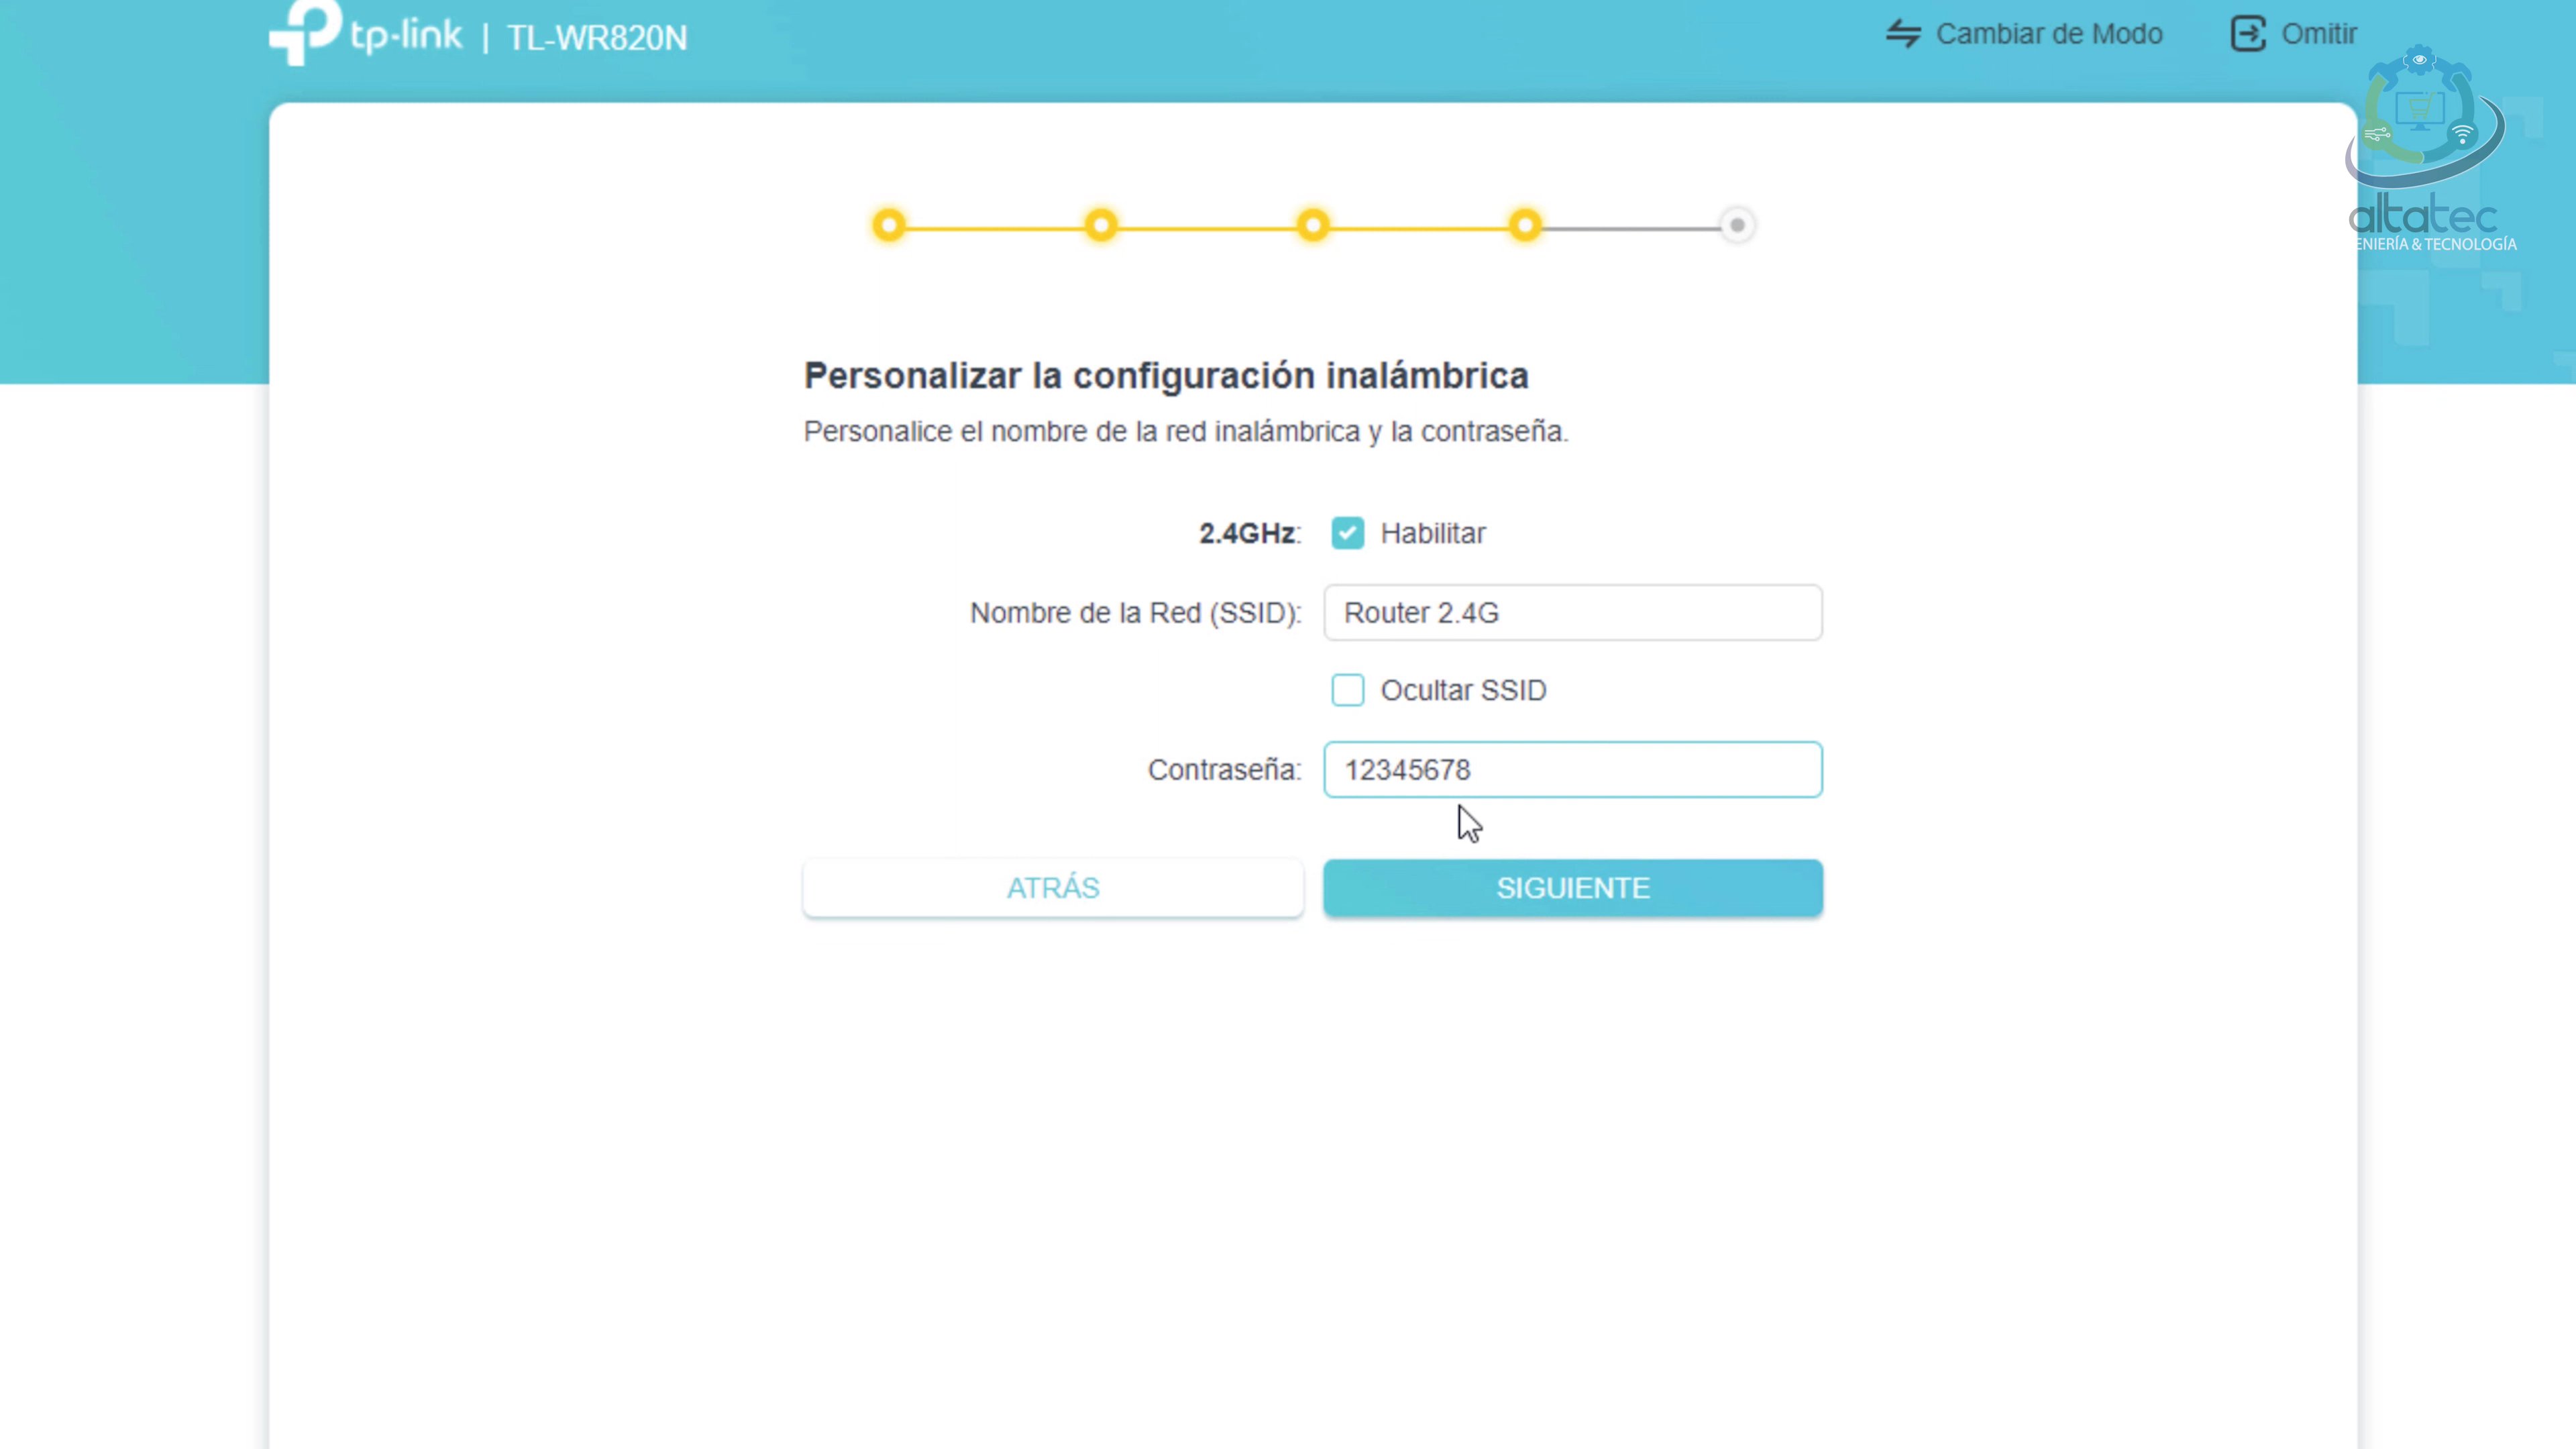 tp-link | TL-WR820N
Cambiar de Modo
Omitir
altatec
ENIERÍA & TECNOLOGÍA
Personalizar la configuración inalámbrica
Personalice el nombre de la red inalámbrica y la contraseña.
2.4GHz: Habilitar
Nombre de la Red (SSID): Router 2.4G
Ocultar SSID
Contraseña: 12345678
ATRÁS
SIGUIENTE